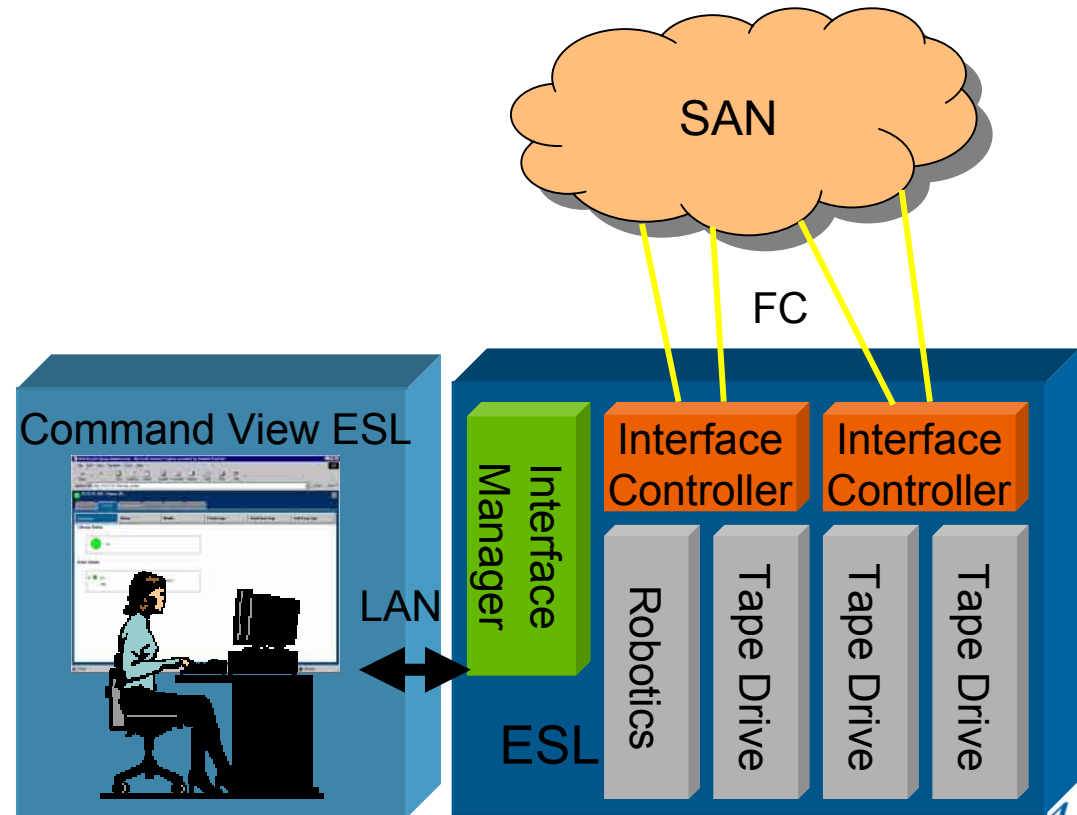 SAN
FC
Command View ESL
LAN
Interface
Manager
Interface
Controller
Interface
Controller
Robotics
Tape Drive
Tape Drive
Tape Drive
ESL